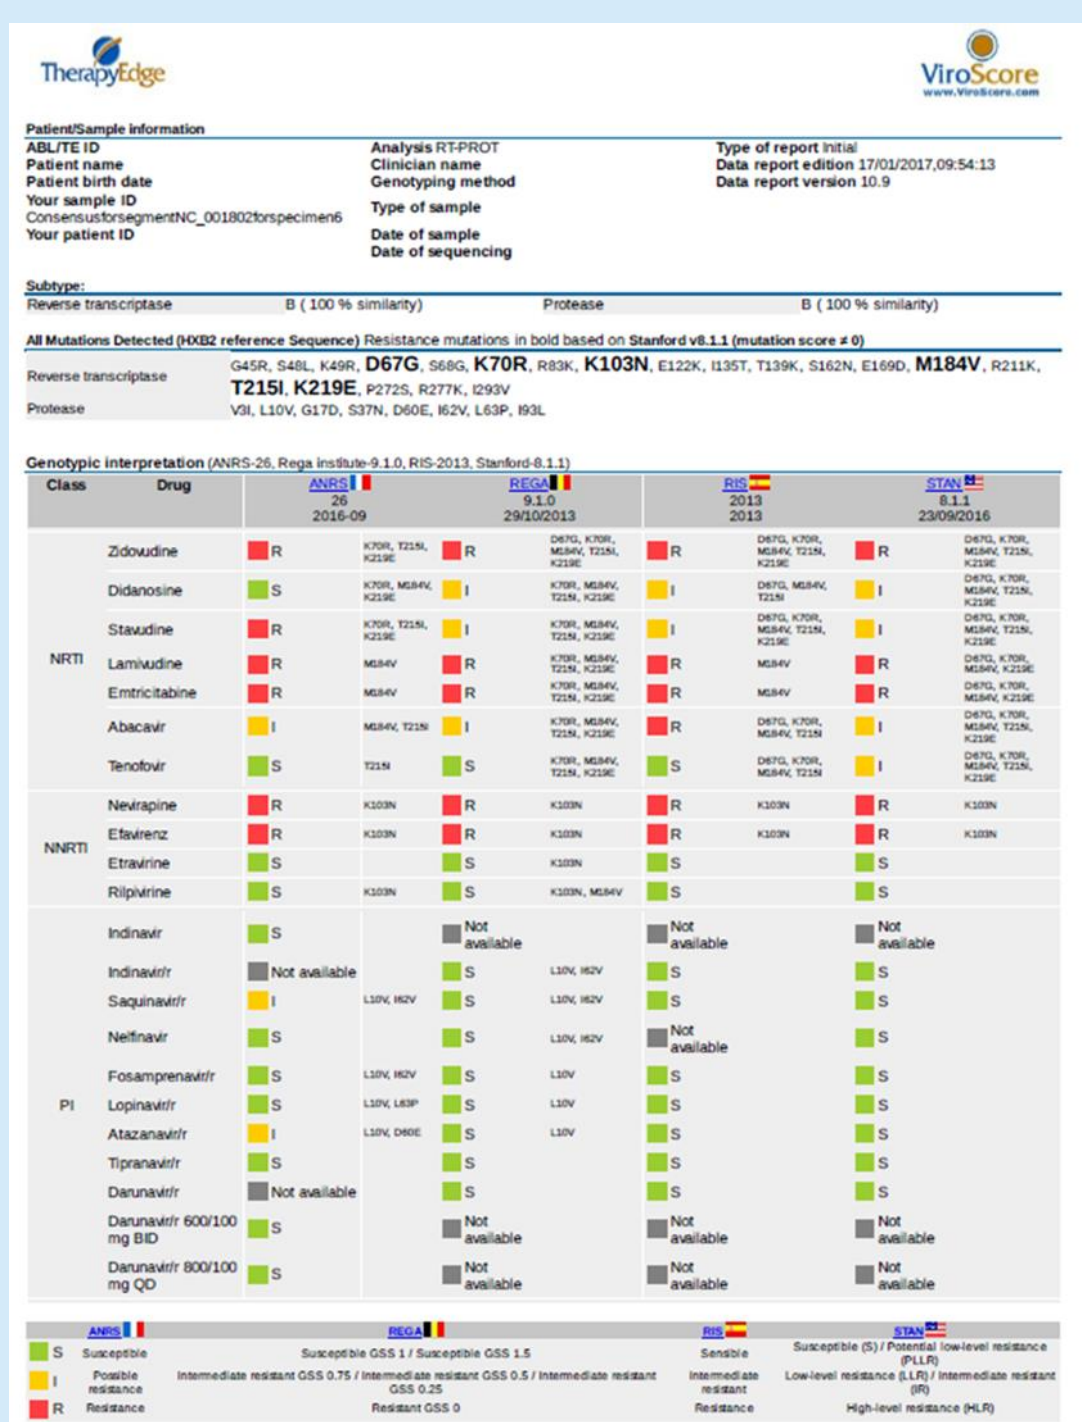 TherapyEdge
ViroScore
www.ViroScore.com
Patient/Sample information
ABL/TE ID Analysis RT-PROT Type of report Initial
Patient name Clinician name Data report edition 17/01/2017,09:54:13
Patient birth date Genotyping method Data report version 10.9
Your sample ID Type of sample
ConsensusforsegmentNC_001802forspecimen6
Your patient ID Date of sample
Date of sequencing
Subtype:
Reverse transcriptase B ( 100 % similarity) Protease B ( 100 % similarity)
All Mutations Detected (HXB2 reference Sequence) Resistance mutations in bold based on Stanford v8.1.1 (mutation score ≠ 0)
Reverse transcriptase G45R, S48L, K49R, D67G, S68G, K70R, R83K, K103N, E122K, I135T, T139K, S162N, E169D, M184V, R211K,
T215I, K219E, P272S, R277K, I293V
Protease V3I, L10V, G17D, S37N, D60E, I62V, L63P, I93L
Genotypic interpretation (ANRS-26, Rega institute-9.1.0, RIS-2013, Stanford-8.1.1)
Class Drug ANRS REGA RIS STAN
26 9.1.0 2013 8.1.1
2016-09 29/10/2013 2013 23/09/2016
NRTI
Zidovudine R K70R, T215I, K219E R D67G, K70R, M184V, T215I, K219E R D67G, K70R, M184V, T215I, K219E R D67G, K70R, M184V, T215I, K219E
Didanosine S K70R, M184V, K219E I K70R, M184V, T215I, K219E I D67G, M184V, T215I I D67G, K70R, M184V, T215I, K219E
Stavudine R K70R, T215I, K219E I K70R, M184V, T215I, K219E I D67G, K70R, M184V, T215I, K219E I D67G, K70R, M184V, T215I, K219E
Lamivudine R M184V R K70R, M184V, T215I, K219E R M184V R D67G, K70R, M184V, K219E
Emtricitabine R M184V R K70R, M184V, T215I, K219E R M184V R D67G, K70R, M184V, K219E
Abacavir I M184V, T215I I K70R, M184V, T215I, K219E R D67G, K70R, M184V, T215I I D67G, K70R, M184V, T215I, K219E
Tenofovir S T215I S K70R, M184V, T215I, K219E S D67G, K70R, M184V, T215I I D67G, K70R, M184V, T215I, K219E
NNRTI
Nevirapine R K103N R K103N R K103N R K103N
Efavirenz R K103N R K103N R K103N R K103N
Etravirine S S K103N S S
Rilpivirine S K103N S K103N, M184V S S
PI
Indinavir S Not available Not available Not available
Indinavir/r Not available S L10V, I62V S S
Saquinavir/r I L10V, I62V S L10V, I62V S S
Nelfinavir S S L10V, I62V Not available S
Fosamprenavir/r S L10V, I62V S L10V S S
Lopinavir/r S L10V, L63P S L10V S S
Atazanavir/r I L10V, D60E S L10V S S
Tipranavir/r S S S S
Darunavir/r Not available S S S
Darunavir/r 600/100 mg BID S Not available Not available Not available
Darunavir/r 800/100 mg QD S Not available Not available Not available
ANRS REGA RIS STAN
S Susceptible Susceptible GSS 1 / Susceptible GSS 1.5 Sensible Susceptible (S) / Potential low-level resistance (PLLR)
I Possible resistance Intermediate resistant GSS 0.75 / Intermediate resistant GSS 0.5 / Intermediate resistant GSS 0.25 Intermediate resistant Low-level resistance (LLR) / Intermediate resistant (IR)
R Resistance Resistant GSS 0 Resistance High-level resistance (HLR)